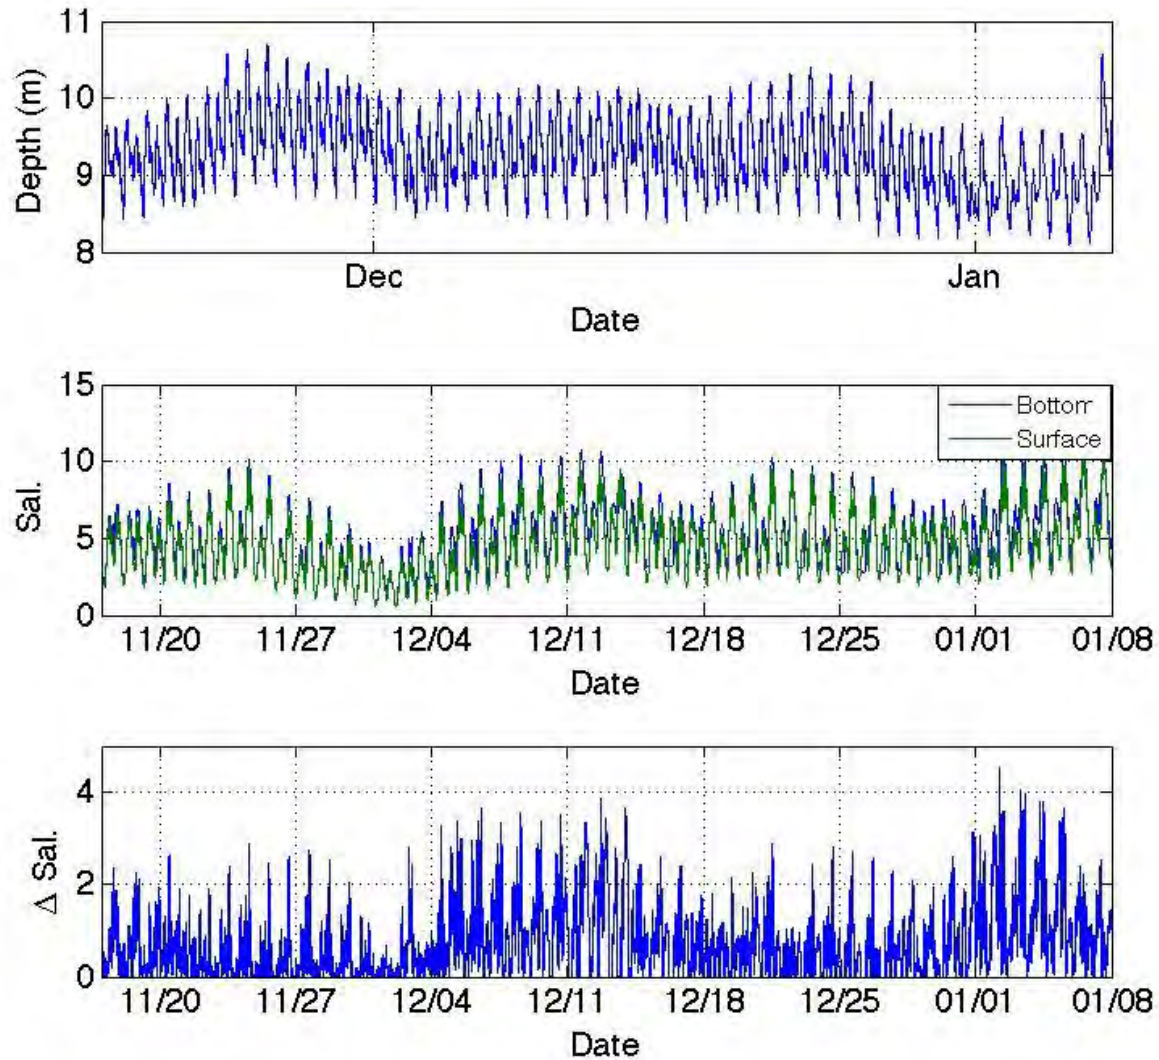 11
10
9
8
Depth (m)
Dec
Jan
Date
15
10
5
0
Sal.
Bottom
Surface
11/20
11/27
12/04
12/11
12/18
12/25
01/01
01/08
Date
4
2
0
Δ Sal.
11/20
11/27
12/04
12/11
12/18
12/25
01/01
01/08
Date